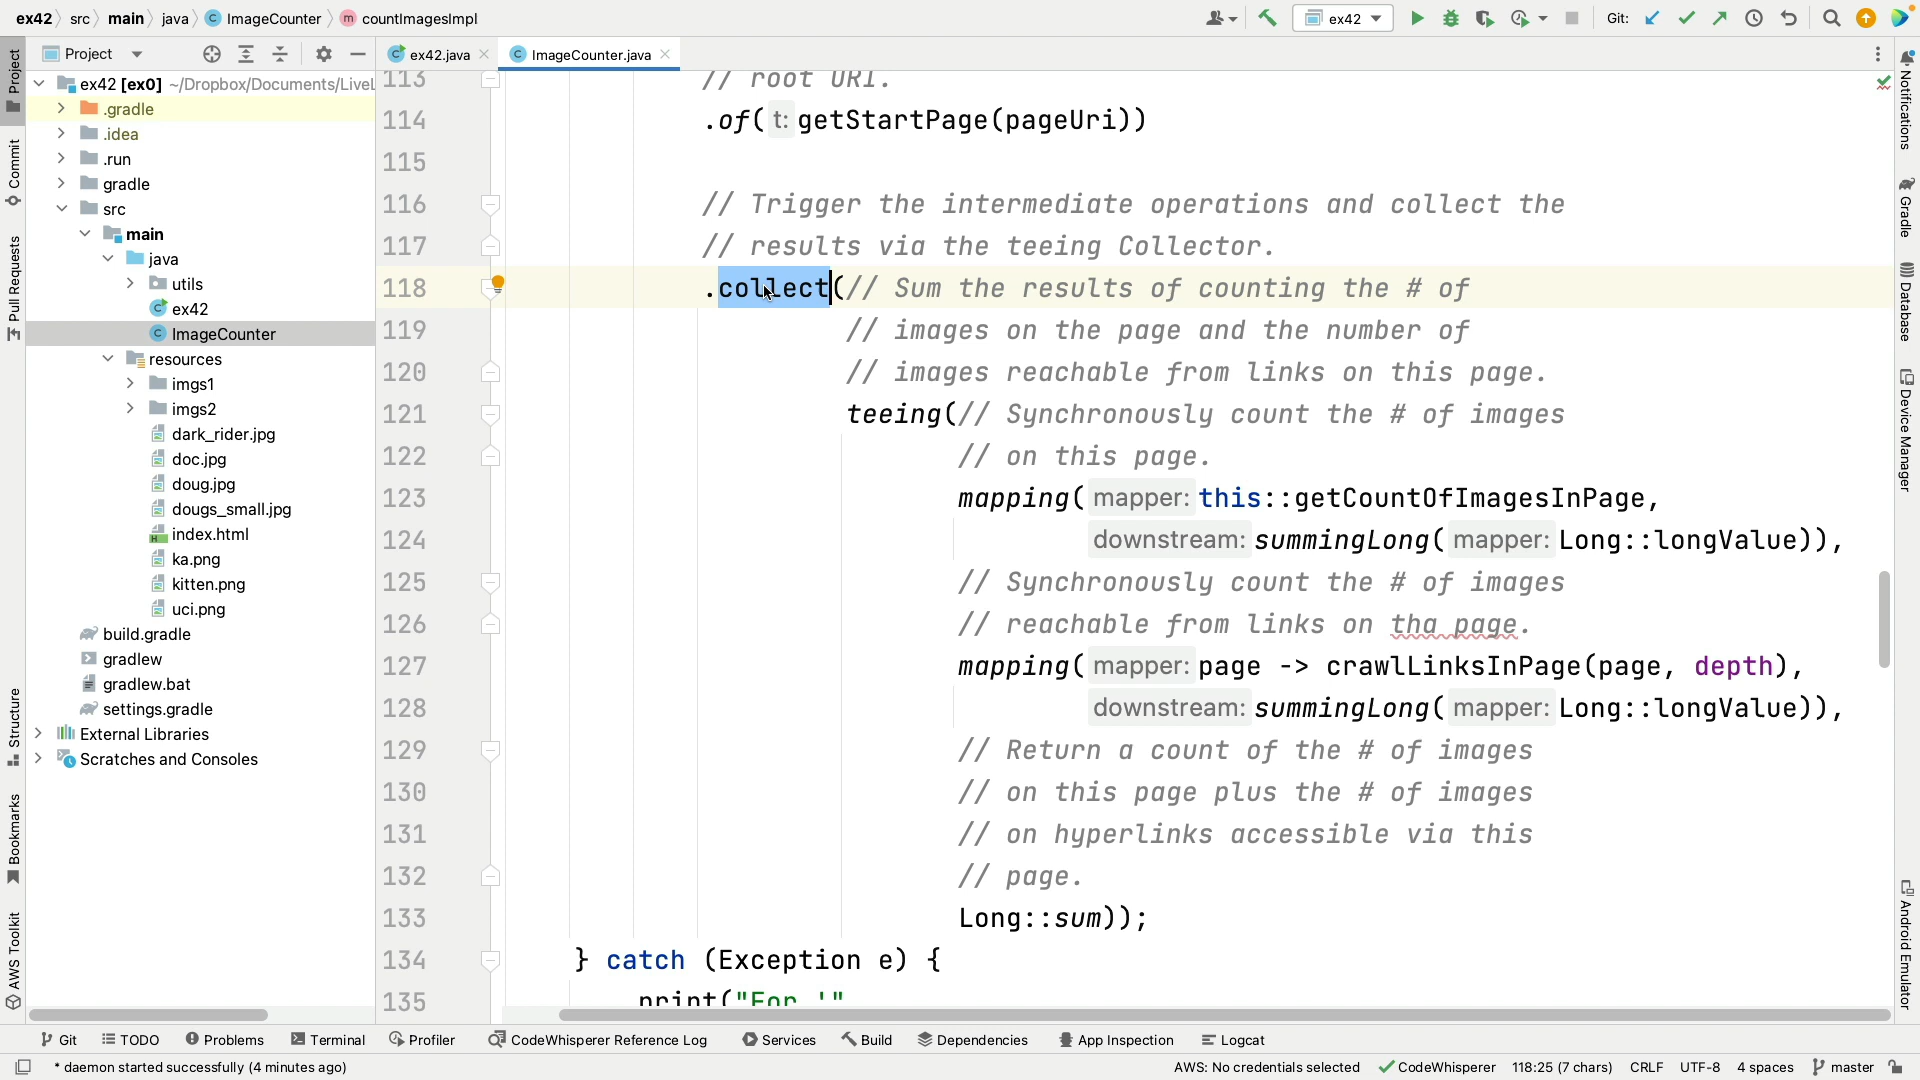 ex42 src main java ImageCounter countImagesImpl ex42 Git:
Project ex42.java ImageCounter.java
ex42 [ex0] ~/Dropbox/Documents/LiveL
.gradle
.idea
.run
gradle
src
main
java
utils
ex42
ImageCounter
resources
imgs1
imgs2
dark_rider.jpg
doc.jpg
doug.jpg
dougs_small.jpg
index.html
ka.png
kitten.png
uci.png
build.gradle
gradlew
gradlew.bat
settings.gradle
External Libraries
Scratches and Consoles
Project
Commit
Pull Requests
Structure
Bookmarks
AWS Toolkit
113 // root URI.
114 .of( t: getStartPage(pageUri))
115
116 // Trigger the intermediate operations and collect the
117 // results via the teeing Collector.
118 .collect(// Sum the results of counting the # of
119 // images on the page and the number of
120 // images reachable from links on this page.
121 teeing(// Synchronously count the # of images
122 // on this page.
123 mapping( mapper: this::getCountOfImagesInPage,
124 downstream: summingLong( mapper: Long::longValue)),
125 // Synchronously count the # of images
126 // reachable from links on tha page.
127 mapping( mapper: page -> crawlLinksInPage(page, depth),
128 downstream: summingLong( mapper: Long::longValue)),
129 // Return a count of the # of images
130 // on this page plus the # of images
131 // on hyperlinks accessible via this
132 // page.
133 Long::sum));
134 } catch (Exception e) {
135 print("For '"
Notifications
Gradle
Database
Device Manager
Android Emulator
Git TODO Problems Terminal Profiler CodeWhisperer Reference Log Services Build Dependencies App Inspection Logcat
* daemon started successfully (4 minutes ago) AWS: No credentials selected CodeWhisperer 118:25 (7 chars) CRLF UTF-8 4 spaces master